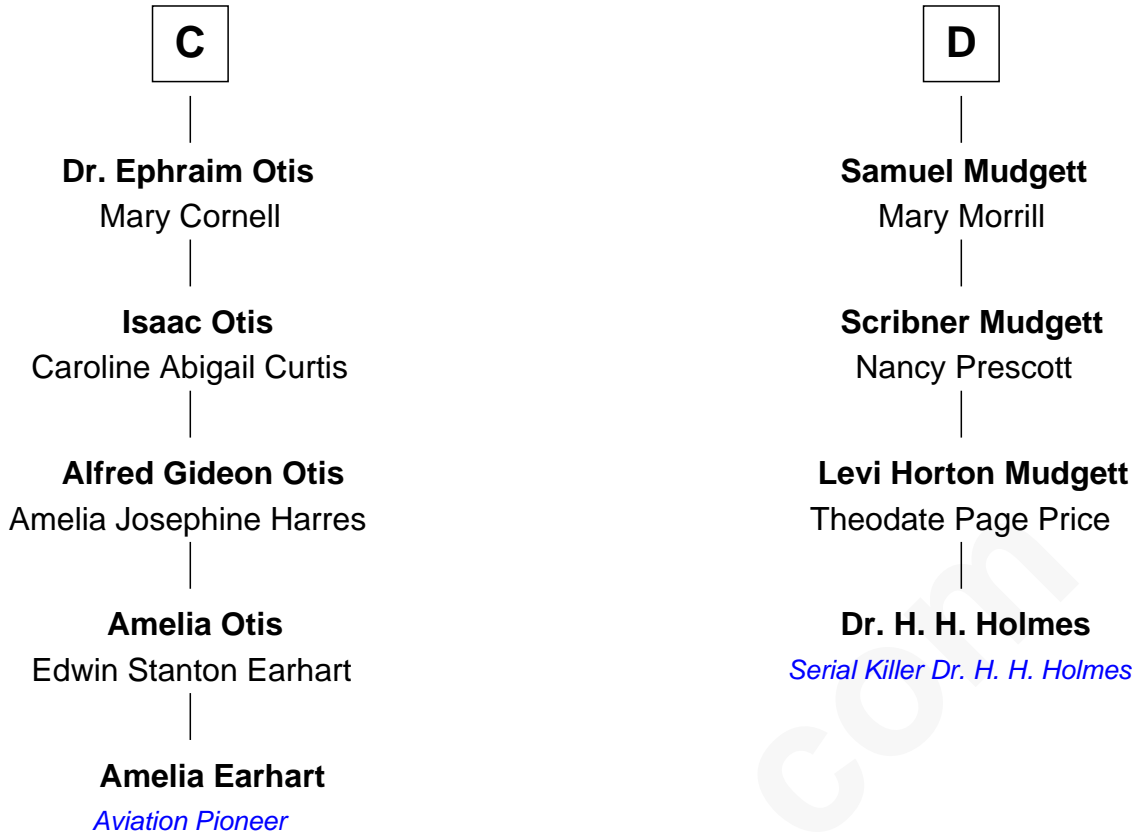 C
Dr. Ephraim Otis
Mary Cornell
Isaac Otis
Caroline Abigail Curtis
Alfred Gideon Otis
Amelia Josephine Harres
Amelia Otis
Edwin Stanton Earhart
Amelia Earhart
Aviation Pioneer
D
Samuel Mudgett
Mary Morrill
Scribner Mudgett
Nancy Prescott
Levi Horton Mudgett
Theodate Page Price
Dr. H. H. Holmes
Serial Killer Dr. H. H. Holmes
com